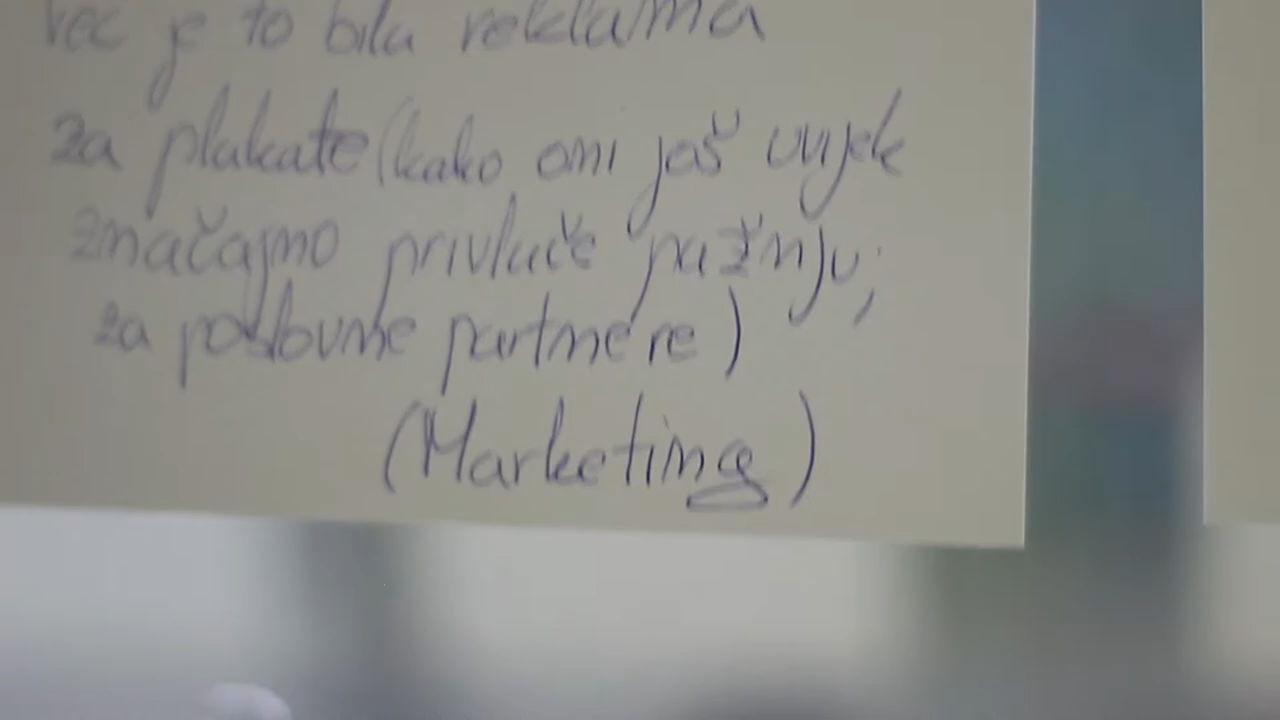 već je to bila reklama
za plakate (kako oni još uvijek
značajno privlače pažnju,
za poslovne partnere)
(Marketing)